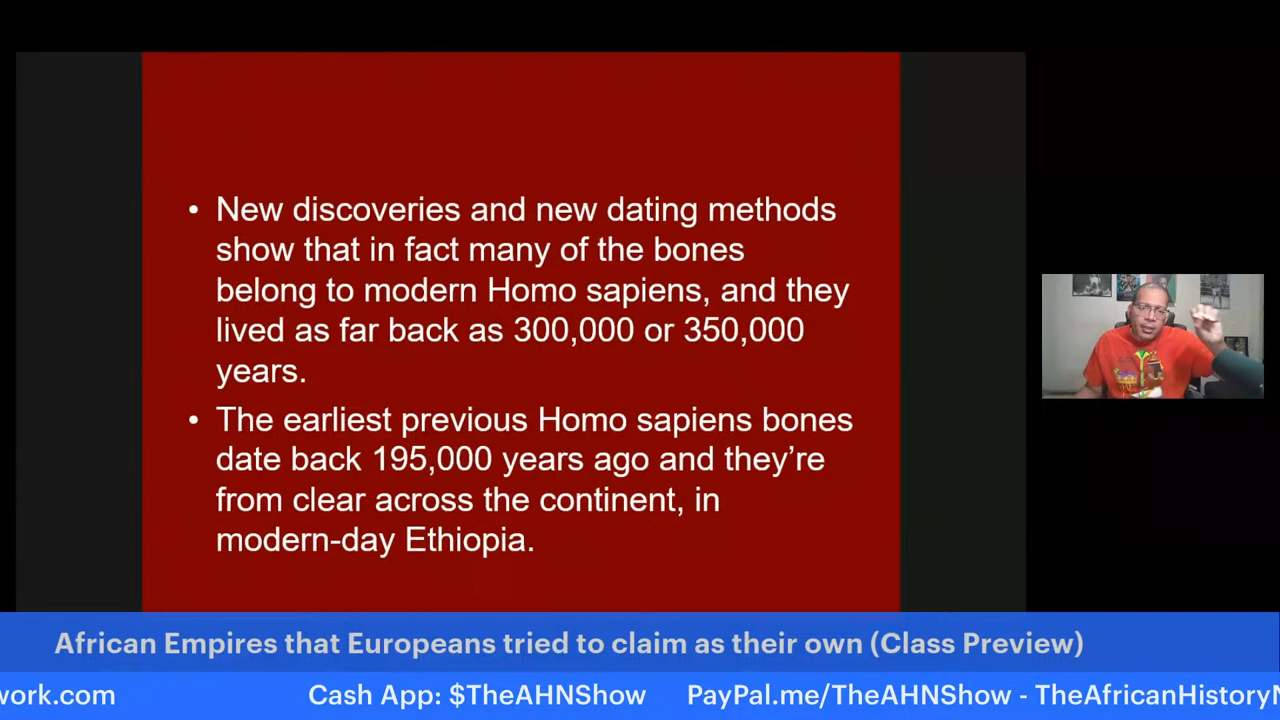 • New discoveries and new dating methods
show that in fact many of the bones
belong to modern Homo sapiens, and they
lived as far back as 300,000 or 350,000
years.
• The earliest previous Homo sapiens bones
date back 195,000 years ago and they’re
from clear across the continent, in
modern-day Ethiopia.
African Empires that Europeans tried to claim as their own (Class Preview)
work.com Cash App: $TheAHNShow PayPal.me/TheAHNShow - TheAfricanHistoryN